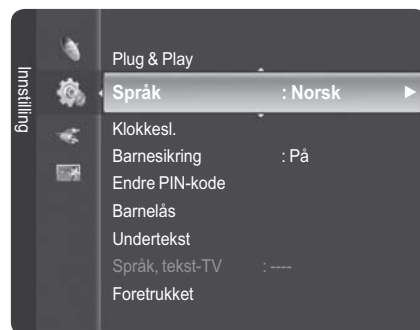 Innstilling
Plug & Play
Språk : Norsk ►
Klokkesl.
Barnesikring : På
Endre PIN-kode
Barnelås
Undertekst
Språk, tekst-TV : ----
Foretrukket